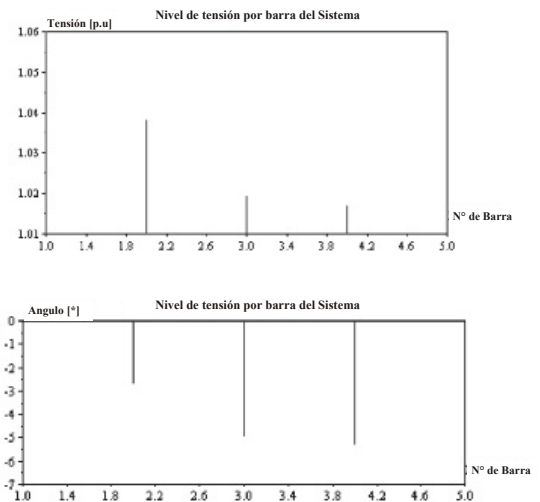 Nivel de tensión por barra del Sistema
Tensión [p.u]
1.06
1.05
1.04
1.03
1.02
1.01
1.0 1.4 1.8 2.2 2.6 3.0 3.4 3.8 4.2 4.6 5.0
N° de Barra
Nivel de tensión por barra del Sistema
Angulo [*]
0
-1
-2
-3
-4
-5
-6
-7
1.0 1.4 1.8 2.2 2.6 3.0 3.4 3.8 4.2 4.6 5.0
N° de Barra